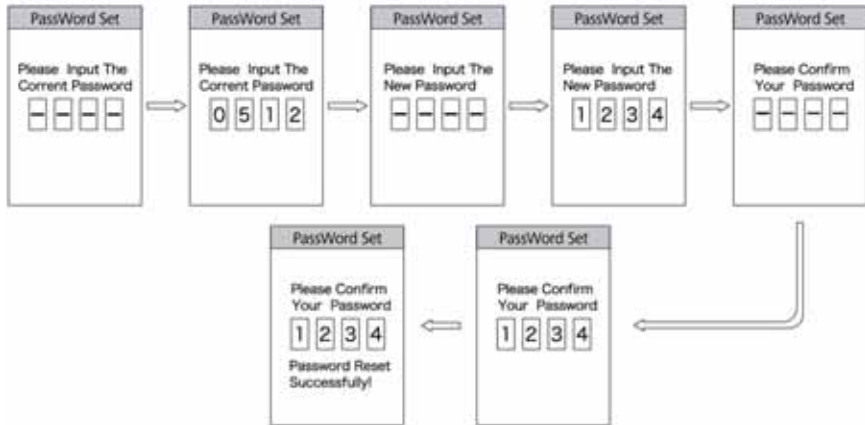 PassWord Set
Please Input The
Corrent Password
- - - -
PassWord Set
Please Input The
Corrent Password
0 5 1 2
PassWord Set
Please Input The
New Password
- - - -
PassWord Set
Please Input The
New Password
1 2 3 4
PassWord Set
Please Confirm
Your Password
- - - -
PassWord Set
Please Confirm
Your Password
1 2 3 4
PassWord Set
Please Confirm
Your Password
1 2 3 4
Password Reset
Successfully!